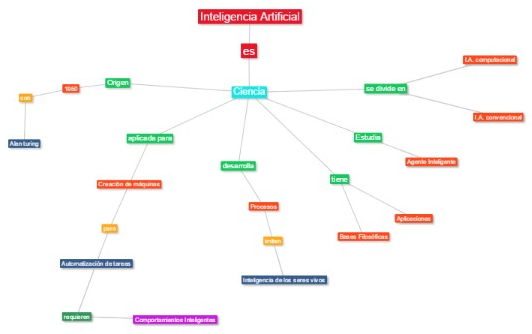 Inteligencia Artificial
es
Ciencia
Origen
1950
con
Alan turing
se divide en
I.A. computacional
I.A. convencional
Estudia
Agente Inteligente
tiene
Aplicaciones
Bases Filosóficas
desarrolla
Procesos
imitan
Inteligencia de los seres vivos
aplicada para
Creación de máquinas
para
Automatización de tareas
requieren
Comportamientos Inteligentes